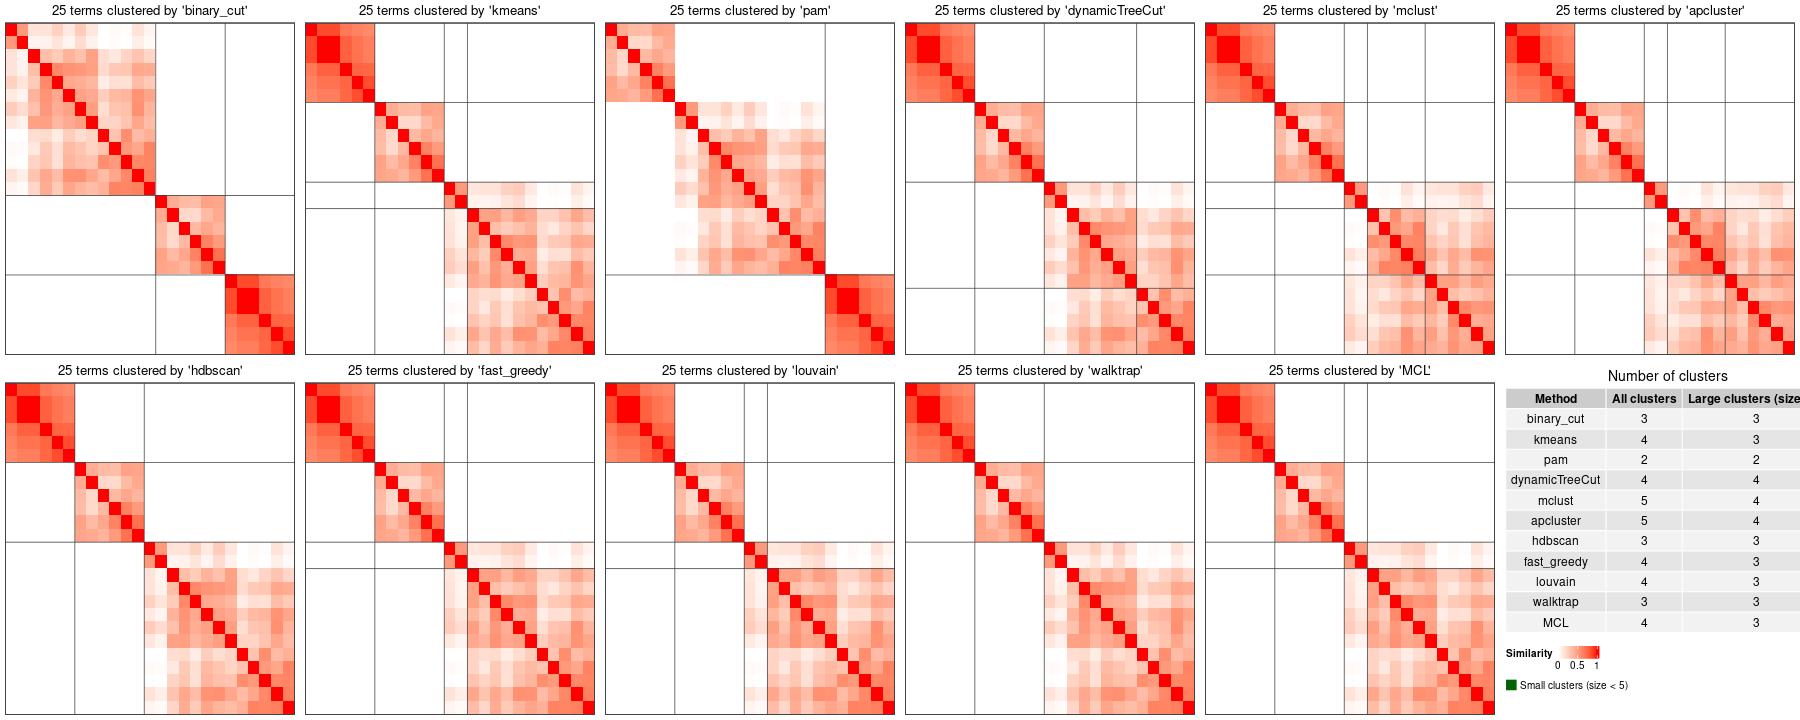 25 terms clustered by 'binary_cut'
25 terms clustered by 'kmeans'
25 terms clustered by 'pam'
25 terms clustered by 'dynamicTreeCut'
25 terms clustered by 'mclust'
25 terms clustered by 'apcluster'
25 terms clustered by 'hdbscan'
25 terms clustered by 'fast_greedy'
25 terms clustered by 'louvain'
25 terms clustered by 'walktrap'
25 terms clustered by 'MCL'
Number of clusters
Method All clusters Large clusters (size
binary_cut 3 3
kmeans 4 3
pam 2 2
dynamicTreeCut 4 4
mclust 5 4
apcluster 5 4
hdbscan 3 3
fast_greedy 4 3
louvain 4 3
walktrap 3 3
MCL 4 3
Similarity
0 0.5 1
Small clusters (size < 5)